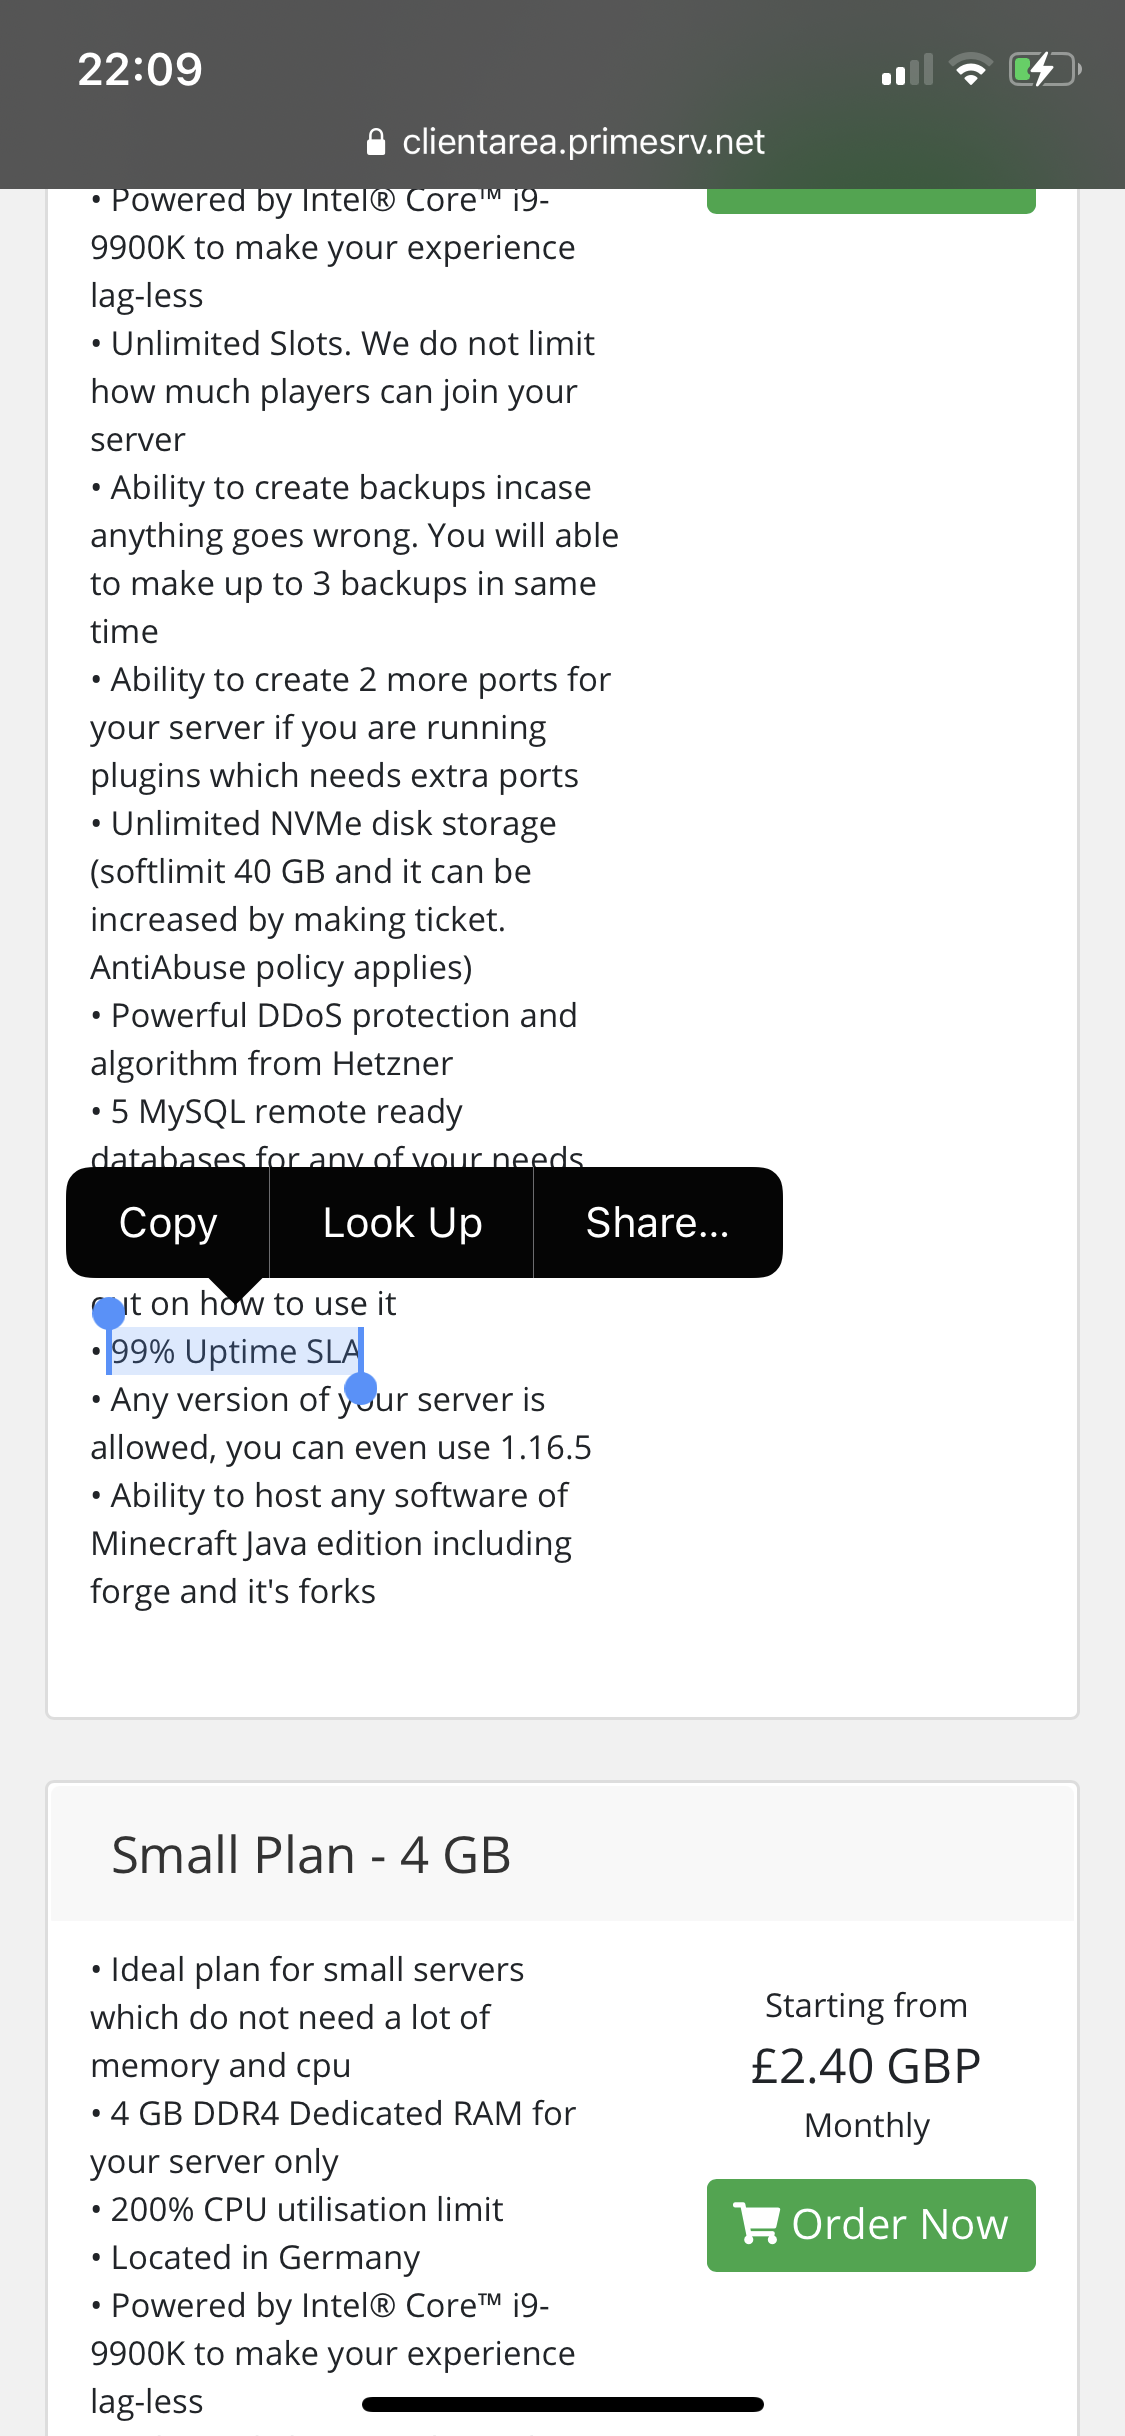 22:09
clientarea.primesrv.net
• Powered by Intel® Core™ i9-
9900K to make your experience
lag-less
• Unlimited Slots. We do not limit
how much players can join your
server
• Ability to create backups incase
anything goes wrong. You will able
to make up to 3 backups in same
time
• Ability to create 2 more ports for
your server if you are running
plugins which needs extra ports
• Unlimited NVMe disk storage
(softlimit 40 GB and it can be
increased by making ticket.
AntiAbuse policy applies)
• Powerful DDoS protection and
algorithm from Hetzner
• 5 MySQL remote ready
databases for any of your needs
Copy
Look Up
Share...
out on how to use it
• 99% Uptime SLA
• Any version of your server is
allowed, you can even use 1.16.5
• Ability to host any software of
Minecraft Java edition including
forge and it's forks
Small Plan - 4 GB
• Ideal plan for small servers
which do not need a lot of
memory and cpu
• 4 GB DDR4 Dedicated RAM for
your server only
• 200% CPU utilisation limit
• Located in Germany
• Powered by Intel® Core™ i9-
9900K to make your experience
lag-less
Starting from
£2.40 GBP
Monthly
Order Now